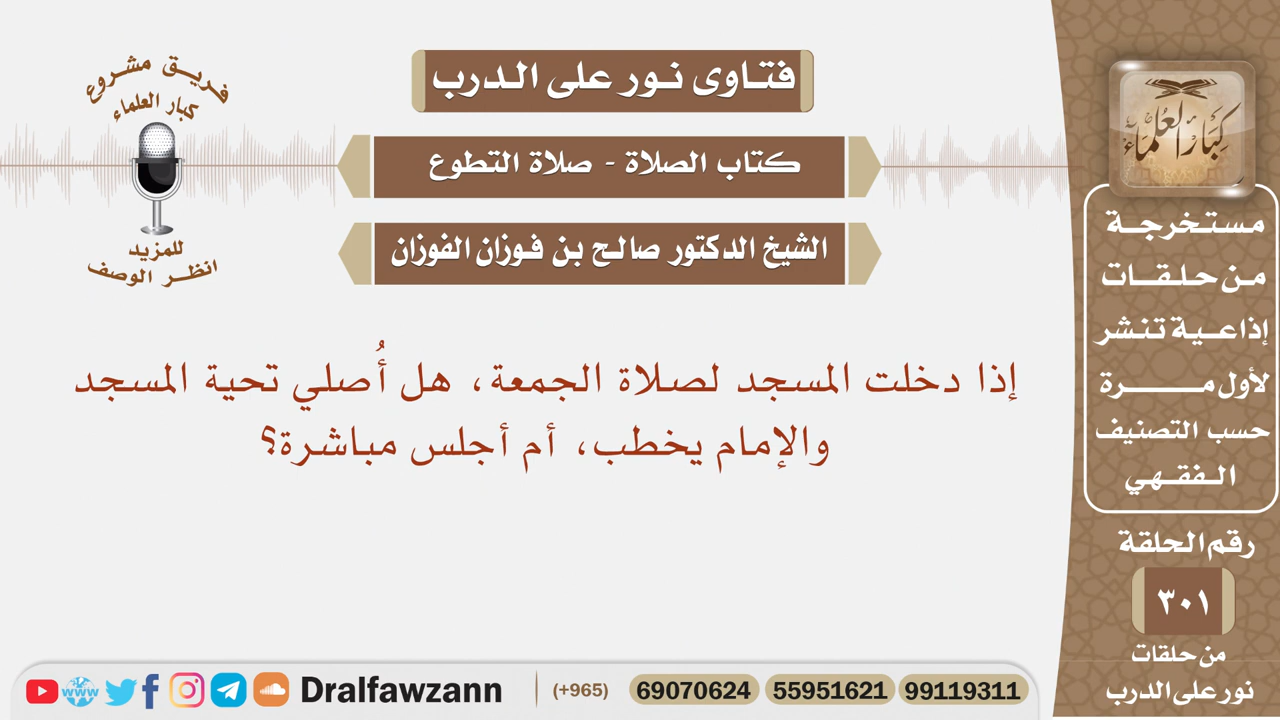 فتاوى نور على الدرب
كتاب الصلاة - صلاة التطوع
الشيخ الدكتور صالح بن فوزان الفوزان
إذا دخلت المسجد لصلاة الجمعة، هل أُصلي تحية المسجد
والإمام يخطب، أم أجلس مباشرة؟
فريق مشروع
كبار العلماء
للمزيد
انظر الوصف
كبار العلماء
مستخرجة
من حلقات
إذاعية تنشر
لأول مرة
حسب التصنيف
الفقهي
رقم الحلقة
٣٠١
من حلقات
نور على الدرب
www Dralfawzann (+965) 69070624 55951621 99119311